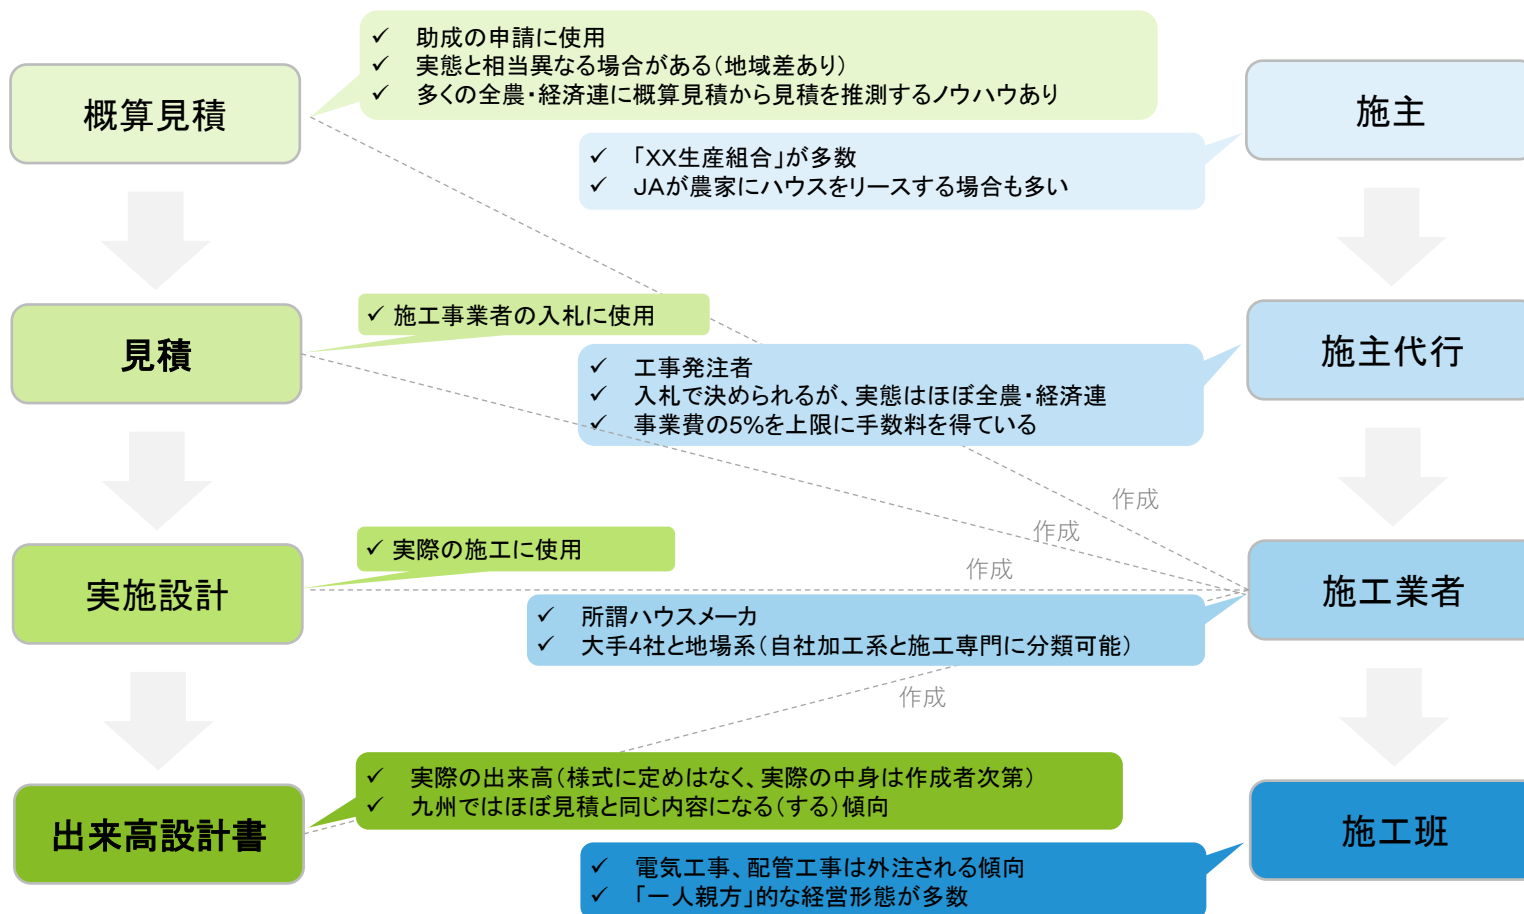 ✓ 助成の申請に使用
✓ 実態と相当異なる場合がある(地域差あり)
✓ 多くの全農・経済連に概算見積から見積を推測するノウハウあり
概算見積
施主
✓ 「XX生産組合」が多数
✓ JAが農家にハウスをリースする場合も多い
✓ 施工事業者の入札に使用
見積
施主代行
✓ 工事発注者
✓ 入札で決められるが、実態はほぼ全農・経済連
✓ 事業費の5%を上限に手数料を得ている
作成
作成
✓ 実際の施工に使用
作成
実施設計
施工業者
✓ 所謂ハウスメーカ
✓ 大手4社と地場系(自社加工系と施工専門に分類可能)
作成
✓ 実際の出来高(様式に定めはなく、実際の中身は作成者次第)
✓ 九州ではほぼ見積と同じ内容になる(する)傾向
出来高設計書
施工班
✓ 電気工事、配管工事は外注される傾向
✓ 「一人親方」的な経営形態が多数